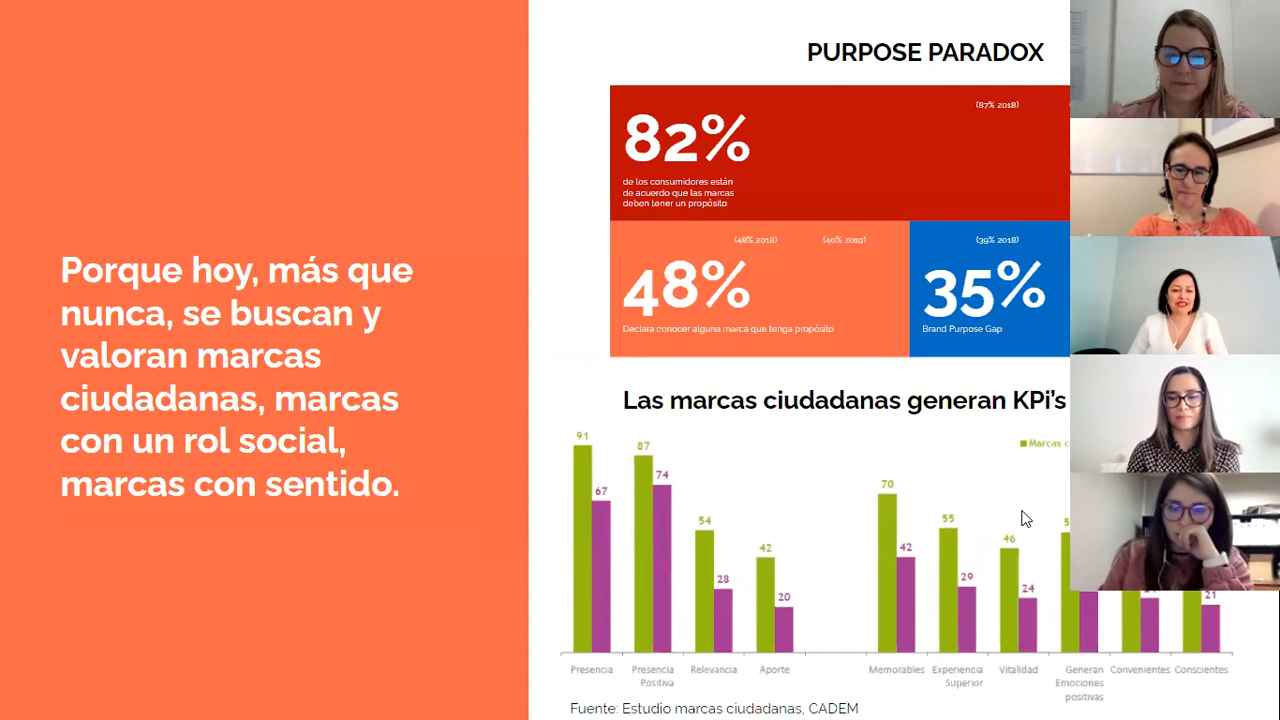 Porque hoy, más que
nunca, se buscan y
valoran marcas
ciudadanas, marcas
con un rol social,
marcas con sentido.
PURPOSE PARADOX
(87% 2018)
82%
de los consumidores están
de acuerdo que las marcas
deben tener un propósito
(48% 2018) (40% 2019)
48%
Declara conocer alguna marca que tenga propósito
(39% 2018)
35%
Brand Purpose Gap
Las marcas ciudadanas generan KPi's
Marcas
91 67 87 74 54 28 42 20 70 42 55 29 46 24 21
Presencia Presencia Positiva Relevancia Aporte Memorables Experiencia Superior Vitalidad Generan Emociones positivas Convenientes Conscientes
Fuente: Estudio marcas ciudadanas, CADEM